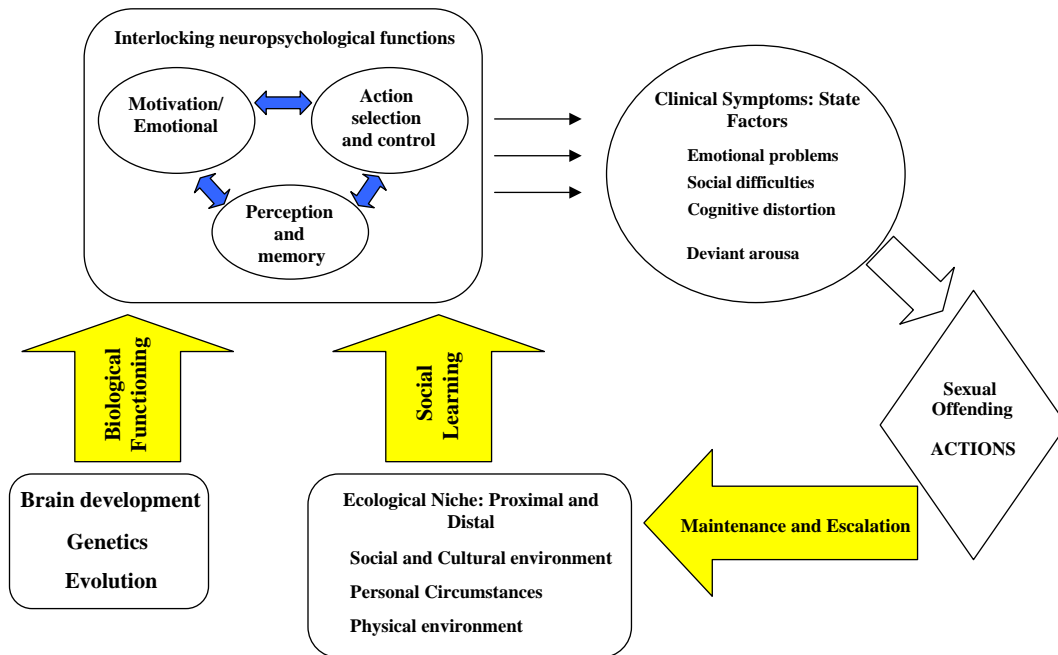 Interlocking neuropsychological functions
Motivation/
Emotional
Action
selection
and control
Perception
and
memory
Clinical Symptoms: State
Factors
Emotional problems
Social difficulties
Cognitive distortion
Deviant arousa
Biological
Functioning
Social
Learning
Sexual
Offending
ACTIONS
Brain development
Genetics
Evolution
Ecological Niche: Proximal and
Distal
Social and Cultural environment
Personal Circumstances
Physical environment
Maintenance and Escalation